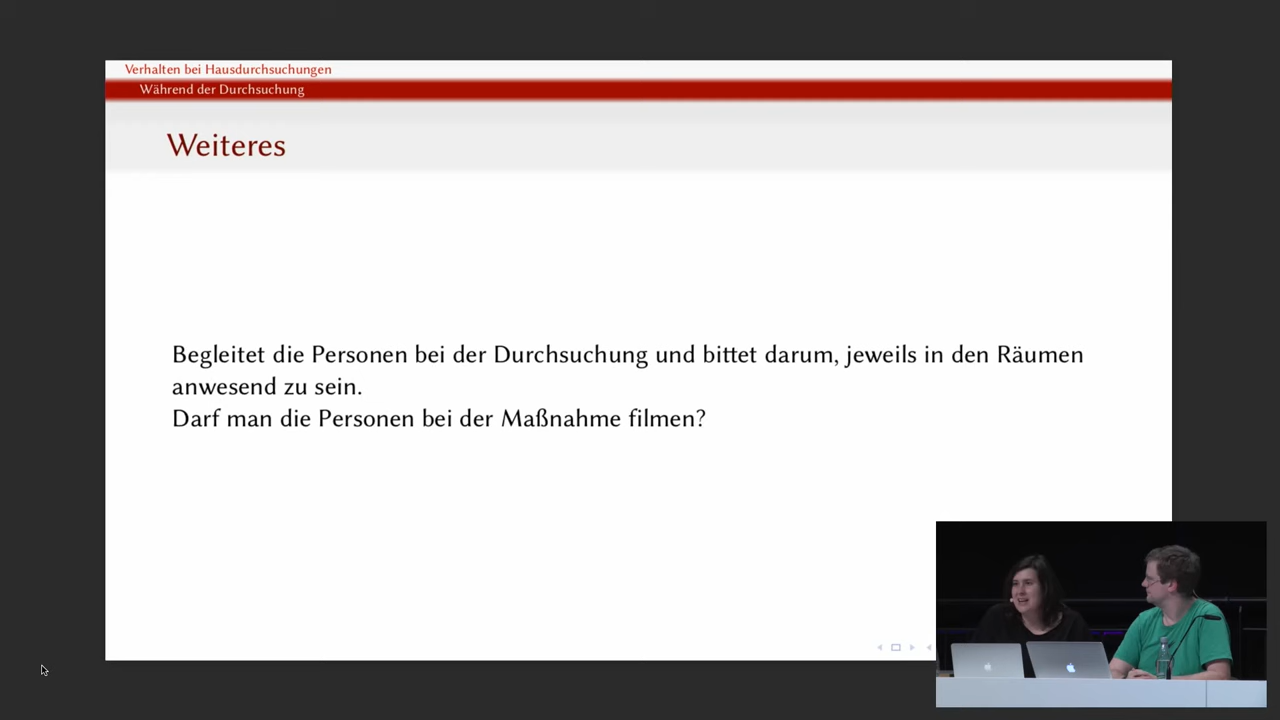 Verhalten bei Hausdurchsuchungen
Während der Durchsuchung
Weiteres
Begleitet die Personen bei der Durchsuchung und bittet darum, jeweils in den Räumen
anwesend zu sein.
Darf man die Personen bei der Maßnahme filmen?